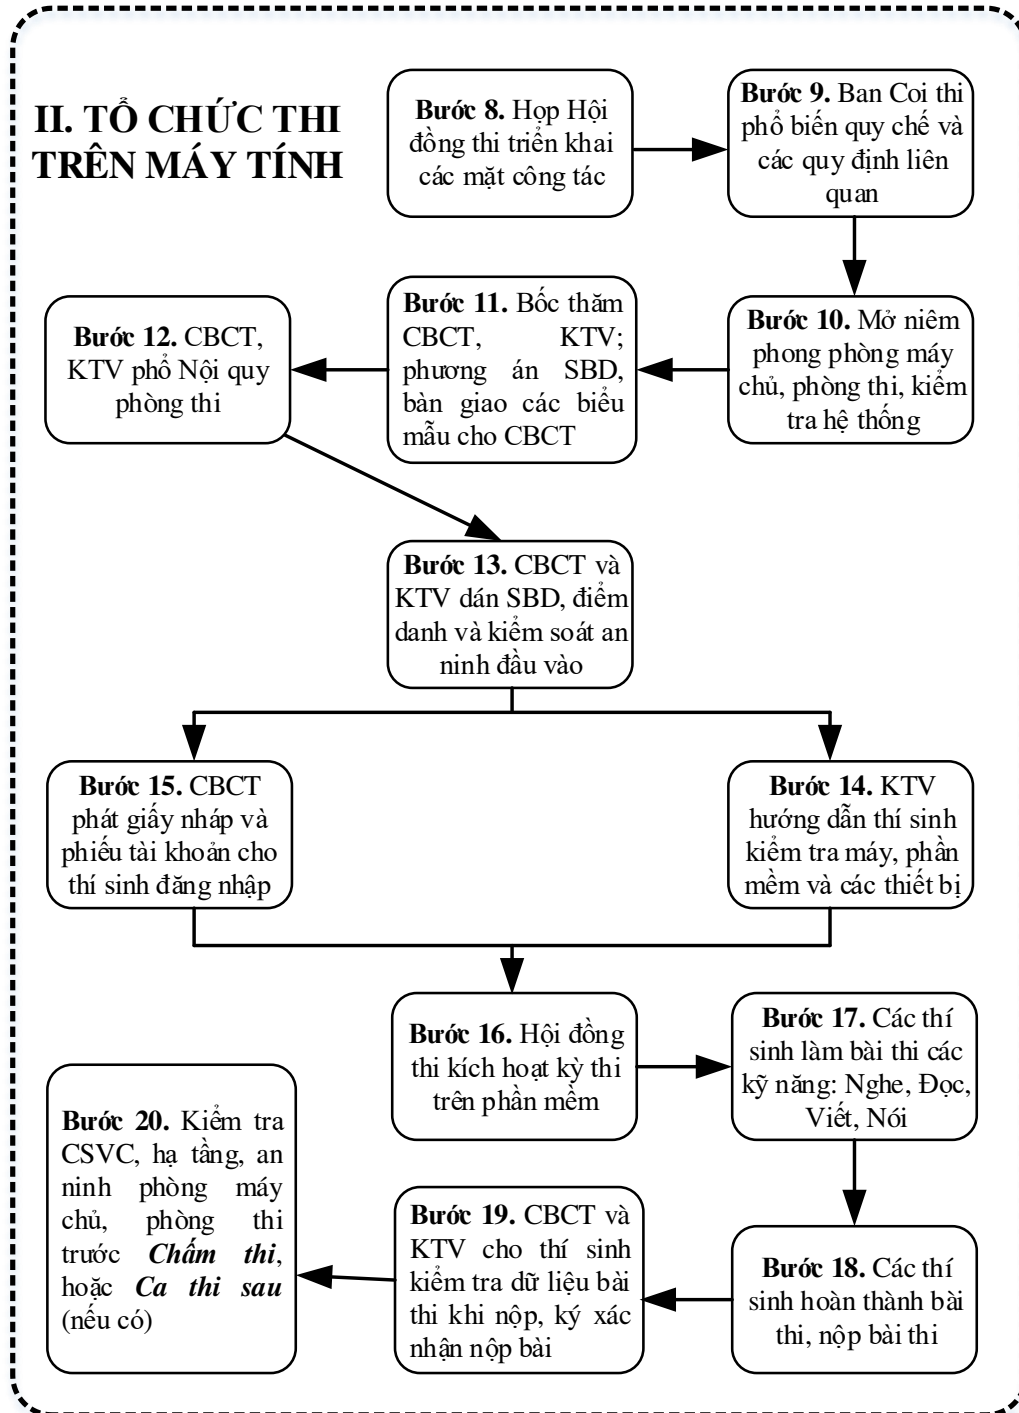 II. TỔ CHỨC THI
TRÊN MÁY TÍNH
Bước 8. Họp Hội
đồng thi triển khai
các mặt công tác
Bước 9. Ban Coi thi
phổ biến quy chế và
các quy định liên
quan
Bước 10. Mở niêm
phong phòng máy
chủ, phòng thi, kiểm
tra hệ thống
Bước 11. Bốc thăm
CBCT, KTV;
phương án SBD,
bàn giao các biểu
mẫu cho CBCT
Bước 12. CBCT,
KTV phổ Nội quy
phòng thi
Bước 13. CBCT và
KTV dán SBD, điểm
danh và kiểm soát an
ninh đầu vào
Bước 14. KTV
hướng dẫn thí sinh
kiểm tra máy, phần
mềm và các thiết bị
Bước 15. CBCT
phát giấy nháp và
phiếu tài khoản cho
thí sinh đăng nhập
Bước 16. Hội đồng
thi kích hoạt kỳ thi
trên phần mềm
Bước 17. Các thí
sinh làm bài thi các
kỹ năng: Nghe, Đọc,
Viết, Nói
Bước 18. Các thí
sinh hoàn thành bài
thi, nộp bài thi
Bước 19. CBCT và
KTV cho thí sinh
kiểm tra dữ liệu bài
thi khi nộp, ký xác
nhận nộp bài
Bước 20. Kiểm tra
CSVC, hạ tầng, an
ninh phòng máy
chủ, phòng thi
trước Chấm thi,
hoặc Ca thi sau
(nếu có)